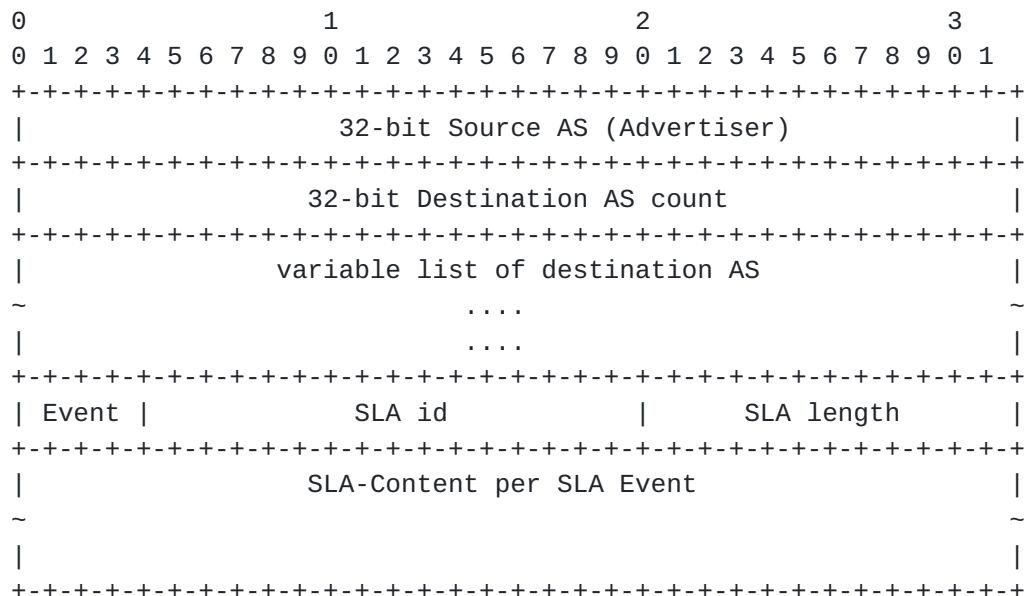 0                   1                   2                   3
0 1 2 3 4 5 6 7 8 9 0 1 2 3 4 5 6 7 8 9 0 1 2 3 4 5 6 7 8 9 0 1
+-+-+-+-+-+-+-+-+-+-+-+-+-+-+-+-+-+-+-+-+-+-+-+-+-+-+-+-+-+-+-+-+
|                    32-bit Source AS (Advertiser)              |
+-+-+-+-+-+-+-+-+-+-+-+-+-+-+-+-+-+-+-+-+-+-+-+-+-+-+-+-+-+-+-+-+
|                  32-bit Destination AS count                  |
+-+-+-+-+-+-+-+-+-+-+-+-+-+-+-+-+-+-+-+-+-+-+-+-+-+-+-+-+-+-+-+-+
|                variable list of destination AS                |
~                            ....                               ~
|                            ....                               |
+-+-+-+-+-+-+-+-+-+-+-+-+-+-+-+-+-+-+-+-+-+-+-+-+-+-+-+-+-+-+-+-+
| Event |             SLA id            |      SLA length       |
+-+-+-+-+-+-+-+-+-+-+-+-+-+-+-+-+-+-+-+-+-+-+-+-+-+-+-+-+-+-+-+-+
|                  SLA-Content per SLA Event                    |
~                                                               ~
|                                                               |
+-+-+-+-+-+-+-+-+-+-+-+-+-+-+-+-+-+-+-+-+-+-+-+-+-+-+-+-+-+-+-+-+